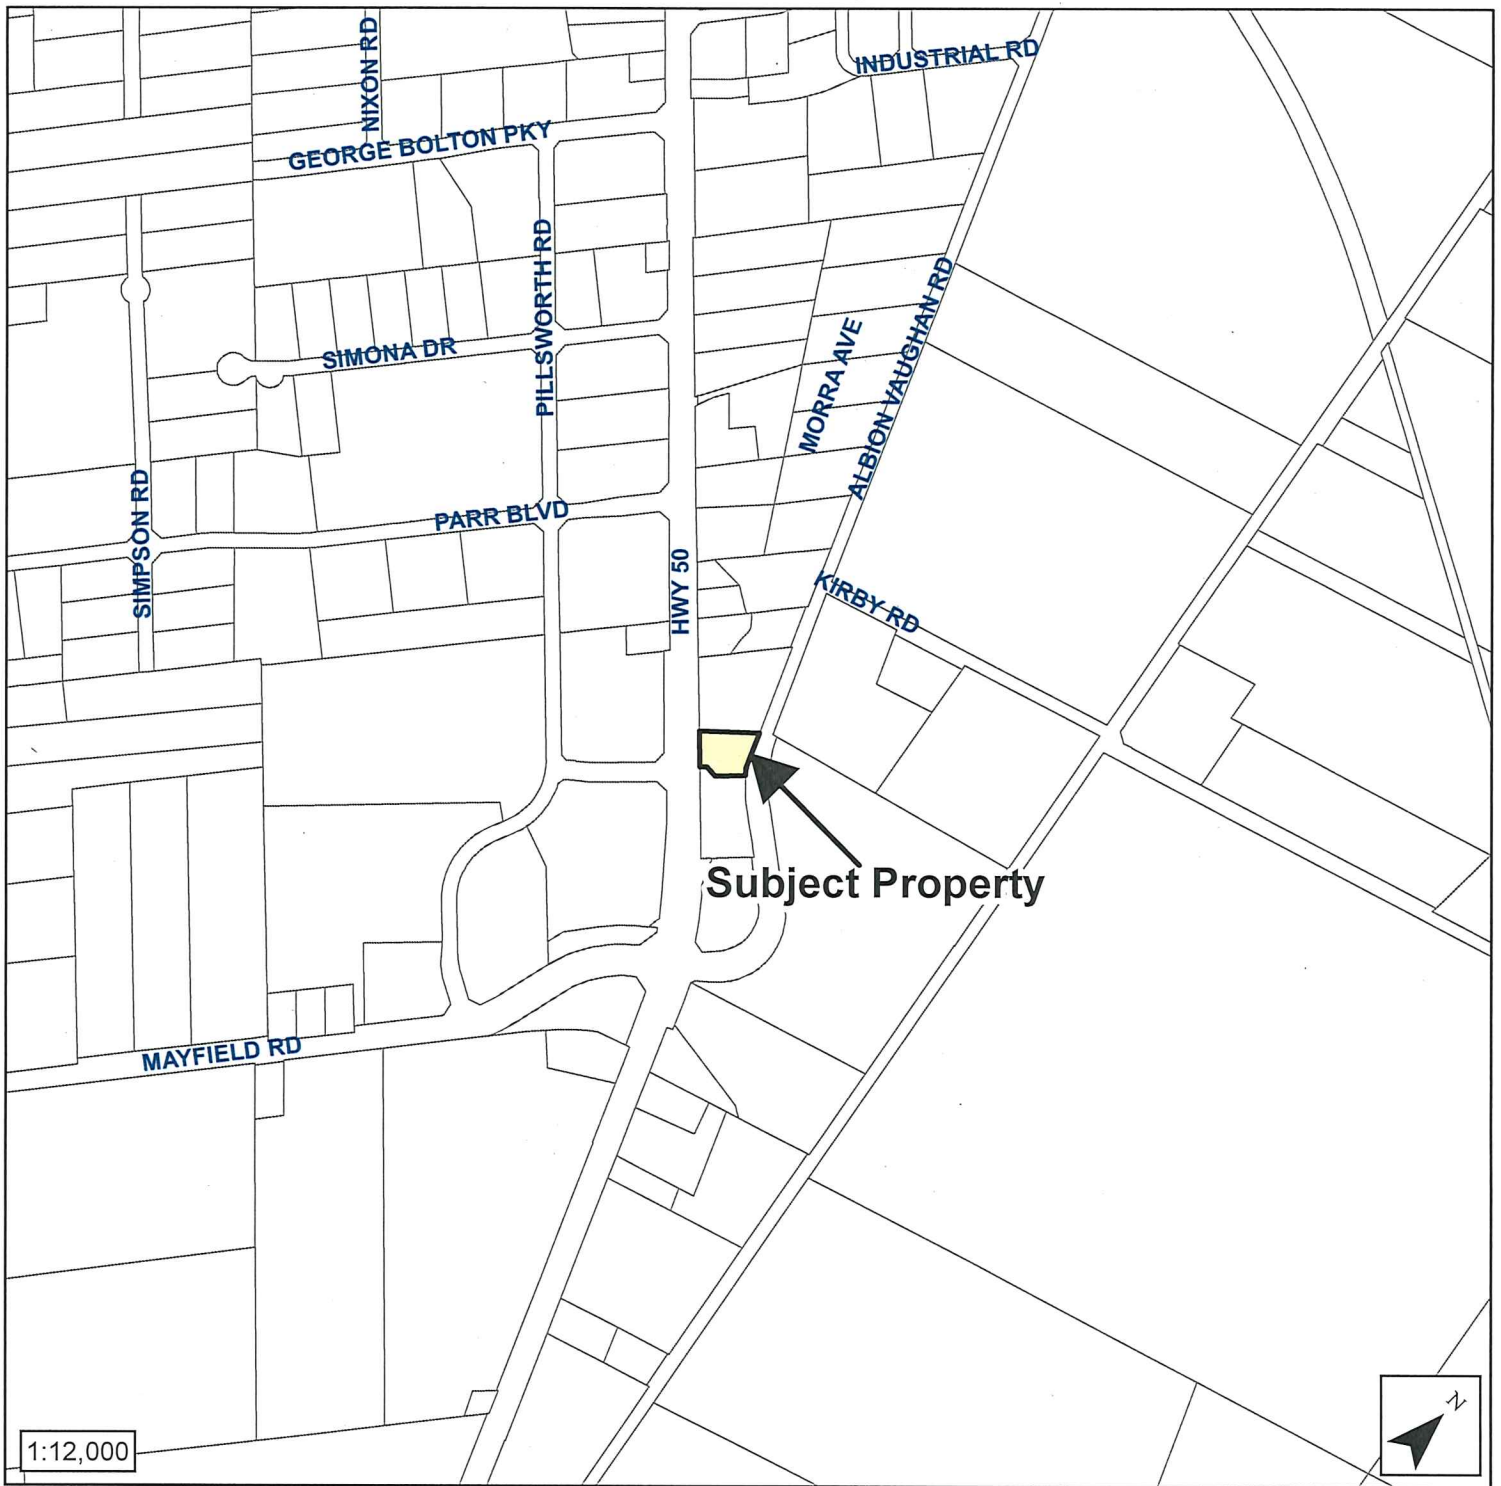 NIXON RD
INDUSTRIAL RD
GEORGE BOLTON PKY
PILLSWORTH RD
SIMONA DR
MORRA AVE
ALBION VAUGHAN RD
SIMPSON RD
PARR BLVD
HWY 50
KIRBY RD
Subject Property
MAYFIELD RD
1:12,000
N